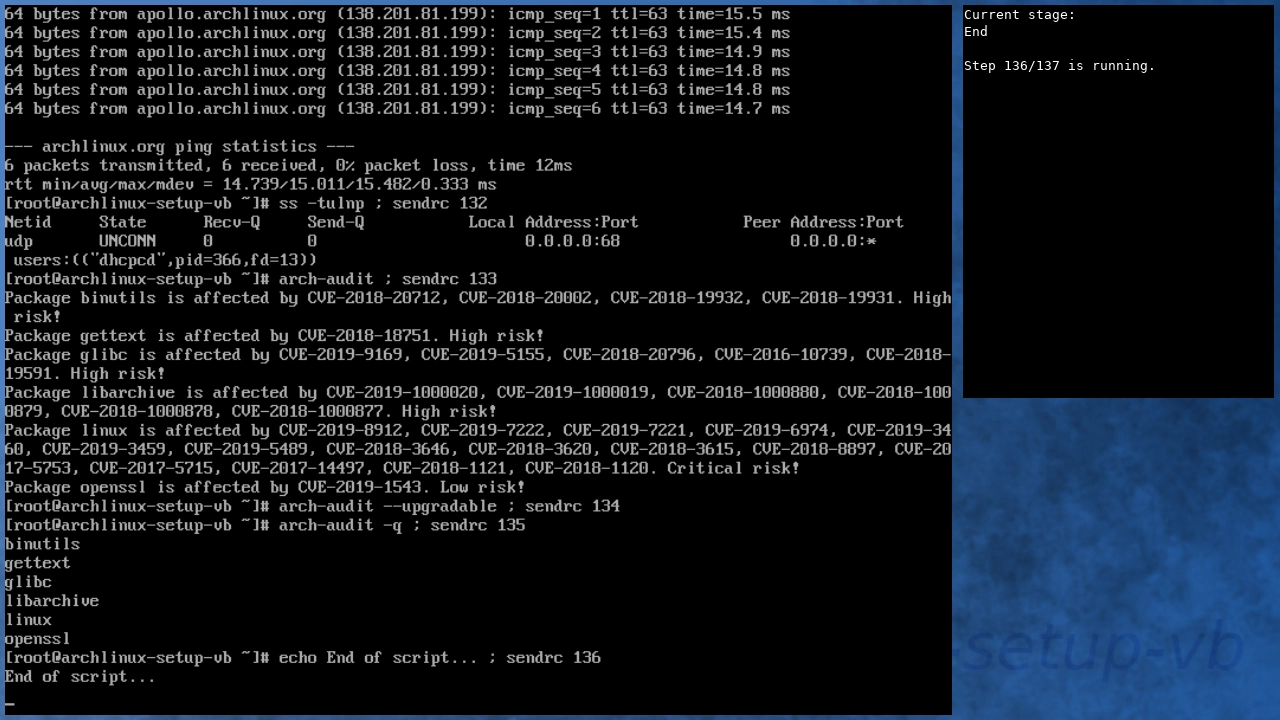 64 bytes from apollo.archlinux.org (138.201.81.199): icmp_seq=1 ttl=63 time=15.5 ms
64 bytes from apollo.archlinux.org (138.201.81.199): icmp_seq=2 ttl=63 time=15.4 ms
64 bytes from apollo.archlinux.org (138.201.81.199): icmp_seq=3 ttl=63 time=14.9 ms
64 bytes from apollo.archlinux.org (138.201.81.199): icmp_seq=4 ttl=63 time=14.8 ms
64 bytes from apollo.archlinux.org (138.201.81.199): icmp_seq=5 ttl=63 time=14.8 ms
64 bytes from apollo.archlinux.org (138.201.81.199): icmp_seq=6 ttl=63 time=14.7 ms
--- archlinux.org ping statistics ---
6 packets transmitted, 6 received, 0% packet loss, time 12ms
rtt min/avg/max/mdev = 14.739/15.011/15.482/0.333 ms
[root@archlinux-setup-vb ~]# ss -tulnp ; sendrc 132
Netid     State      Recv-Q     Send-Q           Local Address:Port           Peer Address:Port
udp       UNCONN     0          0                      0.0.0.0:68                  0.0.0.0:*
 users:(("dhcpcd",pid=366,fd=13))
[root@archlinux-setup-vb ~]# arch-audit ; sendrc 133
Package binutils is affected by CVE-2018-20712, CVE-2018-20002, CVE-2018-19932, CVE-2018-19931. High
 risk!
Package gettext is affected by CVE-2018-18751. High risk!
Package glibc is affected by CVE-2019-9169, CVE-2019-5155, CVE-2018-20796, CVE-2016-10739, CVE-2018-
19591. High risk!
Package libarchive is affected by CVE-2019-1000020, CVE-2019-1000019, CVE-2018-1000880, CVE-2018-100
0879, CVE-2018-1000878, CVE-2018-1000877. High risk!
Package linux is affected by CVE-2019-8912, CVE-2019-7222, CVE-2019-7221, CVE-2019-6974, CVE-2019-34
60, CVE-2019-3459, CVE-2019-5489, CVE-2018-3646, CVE-2018-3620, CVE-2018-3615, CVE-2018-8897, CVE-20
17-5753, CVE-2017-5715, CVE-2017-14497, CVE-2018-1121, CVE-2018-1120. Critical risk!
Package openssl is affected by CVE-2019-1543. Low risk!
[root@archlinux-setup-vb ~]# arch-audit --upgradable ; sendrc 134
[root@archlinux-setup-vb ~]# arch-audit -q ; sendrc 135
binutils
gettext
glibc
libarchive
linux
openssl
[root@archlinux-setup-vb ~]# echo End of script... ; sendrc 136
End of script...
_
Current stage:
End
Step 136/137 is running.
-setup-vb